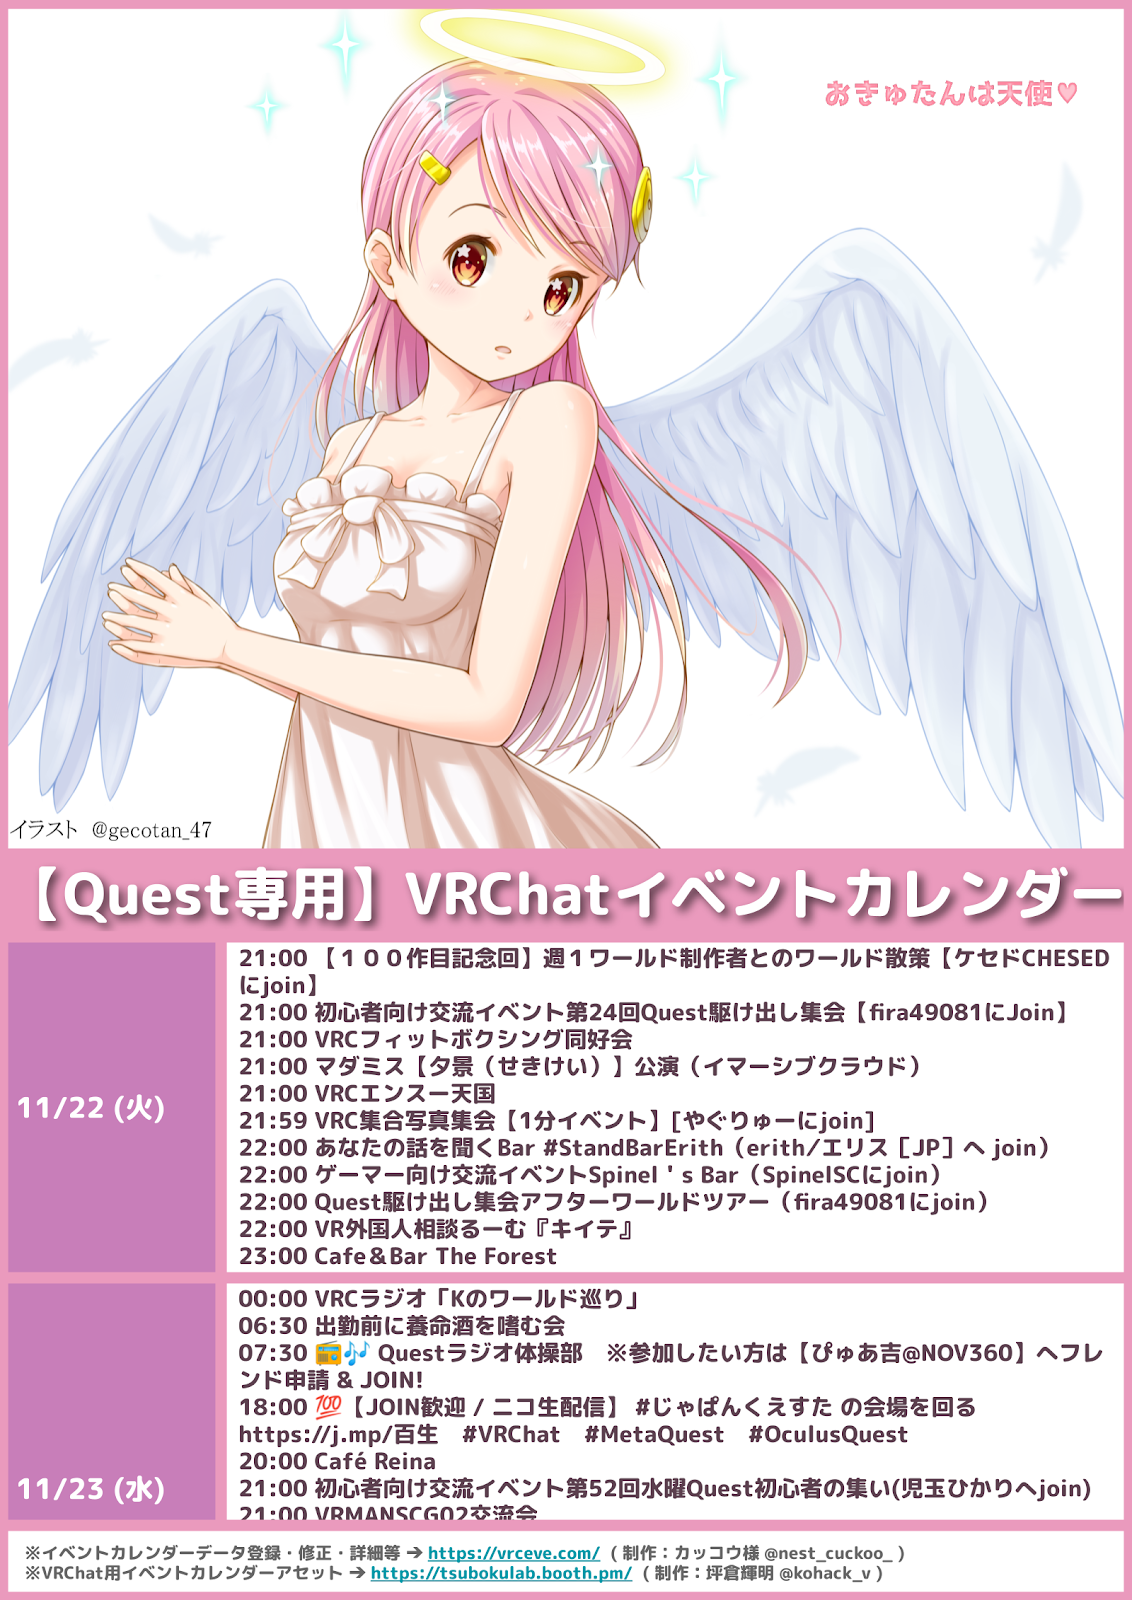 おきゅたんは天使♡
イラスト @gecotan_47
【Quest専用】VRChatイベントカレンダー
11/22 (火)
21:00 【１００作目記念回】週１ワールド制作者とのワールド散策【ケセドCHESED
にjoin】
21:00 初心者向け交流イベント第24回Quest駆け出し集会【fira49081にJoin】
21:00 VRCフィットボクシング同好会
21:00 マダミス【夕景（せきけい）】公演（イマーシブクラウド）
21:00 VRCエンスー天国
21:59 VRC集合写真集会【1分イベント】[やぐりゅーにjoin]
22:00 あなたの話を聞くBar #StandBarErith（erith/エリス［JP］へ join）
22:00 ゲーマー向け交流イベントSpinel＇s Bar（SpinelSCにjoin）
22:00 Quest駆け出し集会アフターワールドツアー（fira49081にjoin）
22:00 VR外国人相談るーむ『キイテ』
23:00 Cafe＆Bar The Forest
11/23 (水)
00:00 VRCラジオ「Kのワールド巡り」
06:30 出勤前に養命酒を嗜む会
07:30 📻🎶 Questラジオ体操部　※参加したい方は【ぴゅあ吉@NOV360】へフレ
ンド申請 & JOIN!
18:00 💯【JOIN歓迎 / ニコ生配信】 #じゃぱんくえすた の会場を回る
https://j.mp/百生　#VRChat　#MetaQuest　#OculusQuest
20:00 Café Reina
21:00 初心者向け交流イベント第52回水曜Quest初心者の集い(児玉ひかりへjoin)
21:00 VRMANSCG02交流会
※イベントカレンダーデータ登録・修正・詳細等 ➔ https://vrceve.com/ ( 制作：カッコウ様 @nest_cuckoo_ )
※VRChat用イベントカレンダーアセット ➔ https://tsubokulab.booth.pm/ ( 制作：坪倉輝明 @kohack_v )